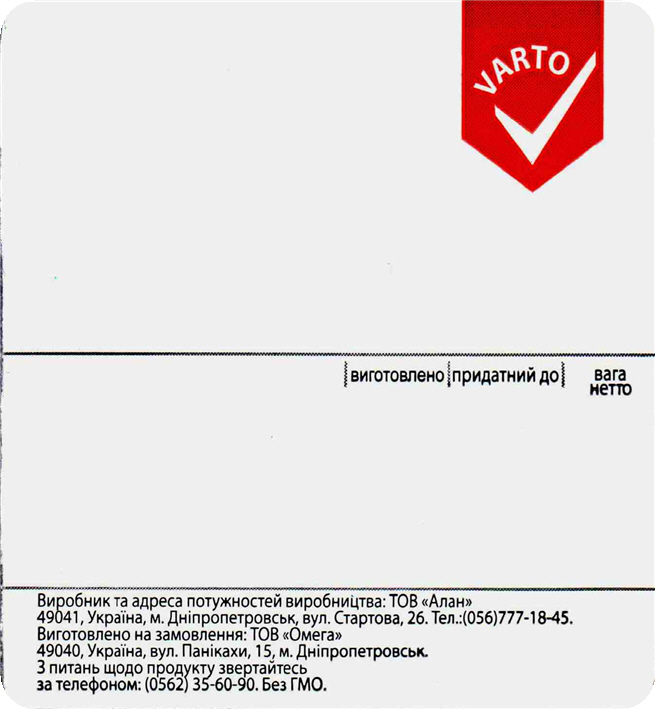 VARTO
виготовлено придатний до вага
нетто
Виробник та адреса потужностей виробництва: ТОВ «Алан»
49041, Україна, м. Дніпропетровськ, вул. Стартова, 26. Тел.:(056)777-18-45.
Виготовлено на замовлення: ТОВ «Омега»
49040, Україна, вул. Панікахи, 15, м. Дніпропетровськ.
З питань щодо продукту звертайтесь
за телефоном: (0562) 35-60-90. Без ГМО.